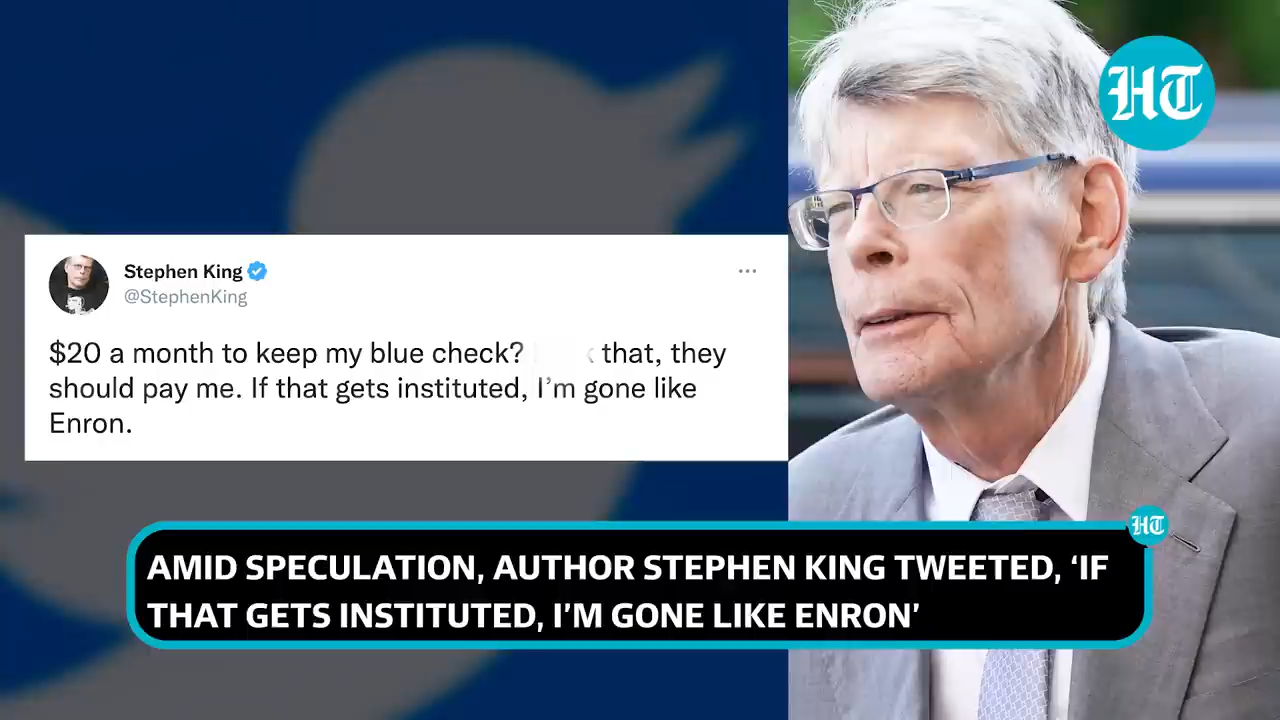 HT
Stephen King
@StephenKing
$20 a month to keep my blue check? that, they
should pay me. If that gets instituted, I’m gone like
Enron.
HT
AMID SPECULATION, AUTHOR STEPHEN KING TWEETED, ‘IF
THAT GETS INSTITUTED, I’M GONE LIKE ENRON’